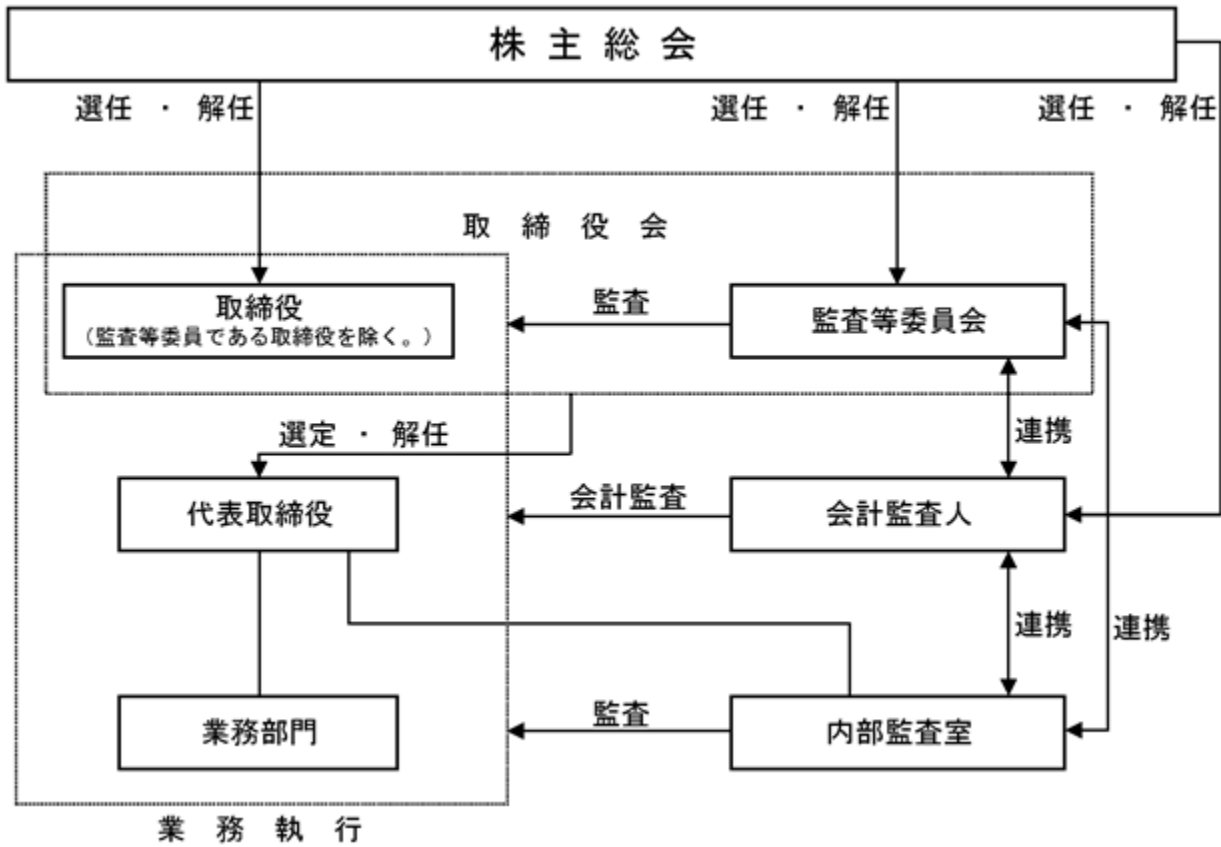 株主総会
選任 ・ 解任
選任 ・ 解任
選任 ・ 解任
取締役会
取締役
（監査等委員である取締役を除く。）
監査
監査等委員会
選定 ・ 解任
連携
代表取締役
会計監査
会計監査人
連携
連携
業務部門
監査
内部監査室
業務執行